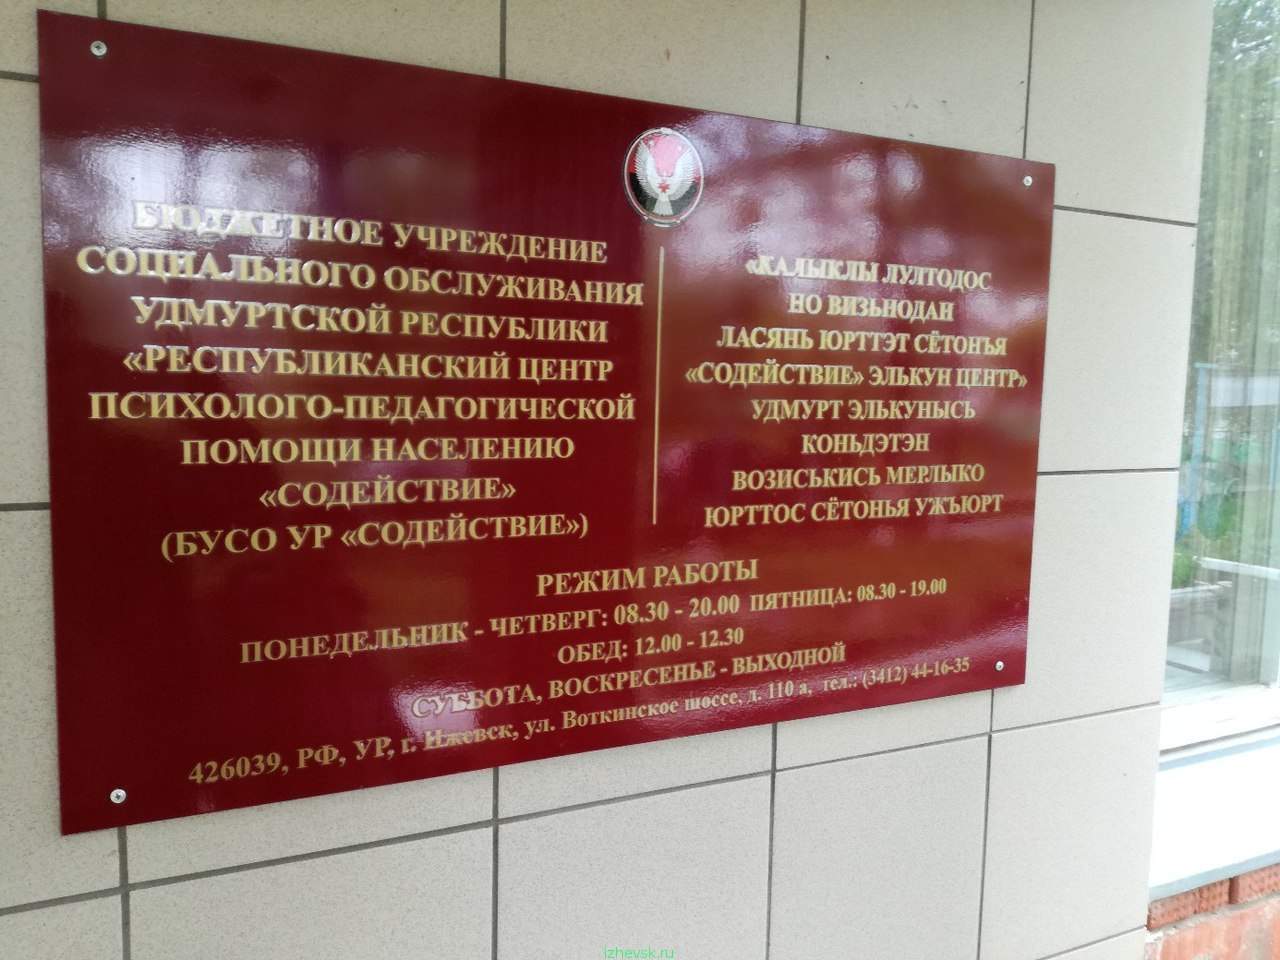 БЮДЖЕТНОЕ УЧРЕЖДЕНИЕ
СОЦИАЛЬНОГО ОБСЛУЖИВАНИЯ
УДМУРТСКОЙ РЕСПУБЛИКИ
«РЕСПУБЛИКАНСКИЙ ЦЕНТР
ПСИХОЛОГО-ПЕДАГОГИЧЕСКОЙ
ПОМОЩИ НАСЕЛЕНИЮ
«СОДЕЙСТВИЕ»
(БУСО УР «СОДЕЙСТВИЕ»)
«КАЛЫКЛЫ ЛУЛТОДОС
НО ВИЗЬНОДАН
ЛАСЯНЬ ЮРТТЭТ СЁТОНЪЯ
«СОДЕЙСТВИЕ» ЭЛЬКУН ЦЕНТР»
УДМУРТ ЭЛЬКУНЫСЬ
КОНЬДЭТЭН
ВОЗИСЬКИСЬ МЕРЛЫКО
ЮРТТОС СЁТОНЪЯ УЖЪЮРТ
РЕЖИМ РАБОТЫ
ПОНЕДЕЛЬНИК - ЧЕТВЕРГ: 08.30 - 20.00 ПЯТНИЦА: 08.30 - 19.00
ОБЕД: 12.00 - 12.30
СУББОТА, ВОСКРЕСЕНЬЕ - ВЫХОДНОЙ
426039, РФ, УР, г. Ижевск, ул. Воткинское шоссе, д. 110 а, тел.: (3412) 44-16-35
izhevsk.ru